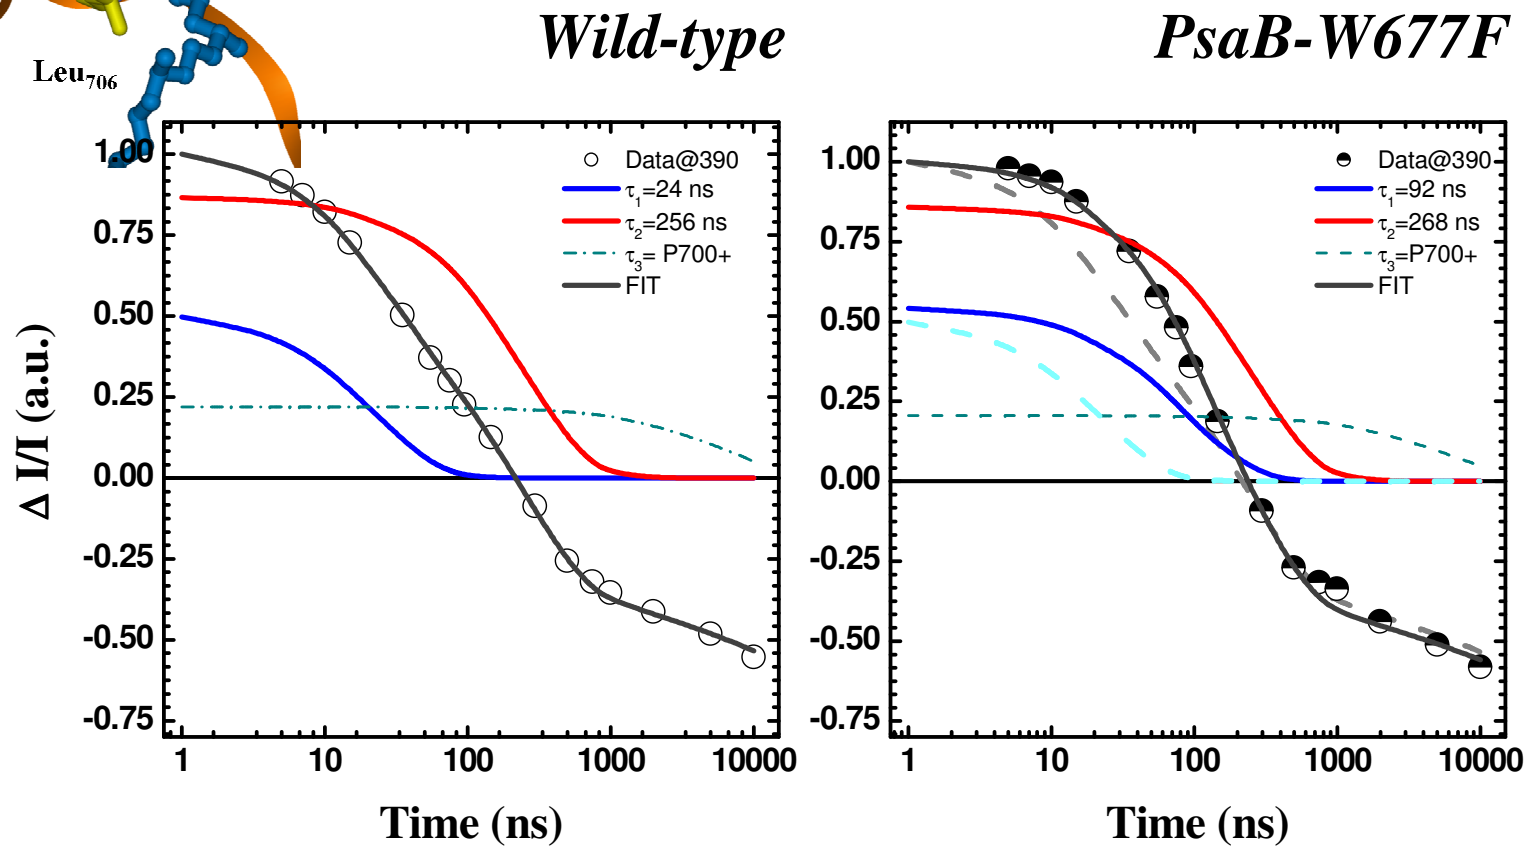 Wild-type
PsaB-W677F
Leu706
Data@390
τ1=24 ns
τ2=256 ns
τ3= P700+
FIT
1.00
0.75
0.50
0.25
0.00
-0.25
-0.50
-0.75
1 10 100 1000 10000
Δ I/I (a.u.)
Time (ns)
Data@390
τ1=92 ns
τ2=268 ns
τ3=P700+
FIT
1.00
0.75
0.50
0.25
0.00
-0.25
-0.50
-0.75
1 10 100 1000 10000
Time (ns)